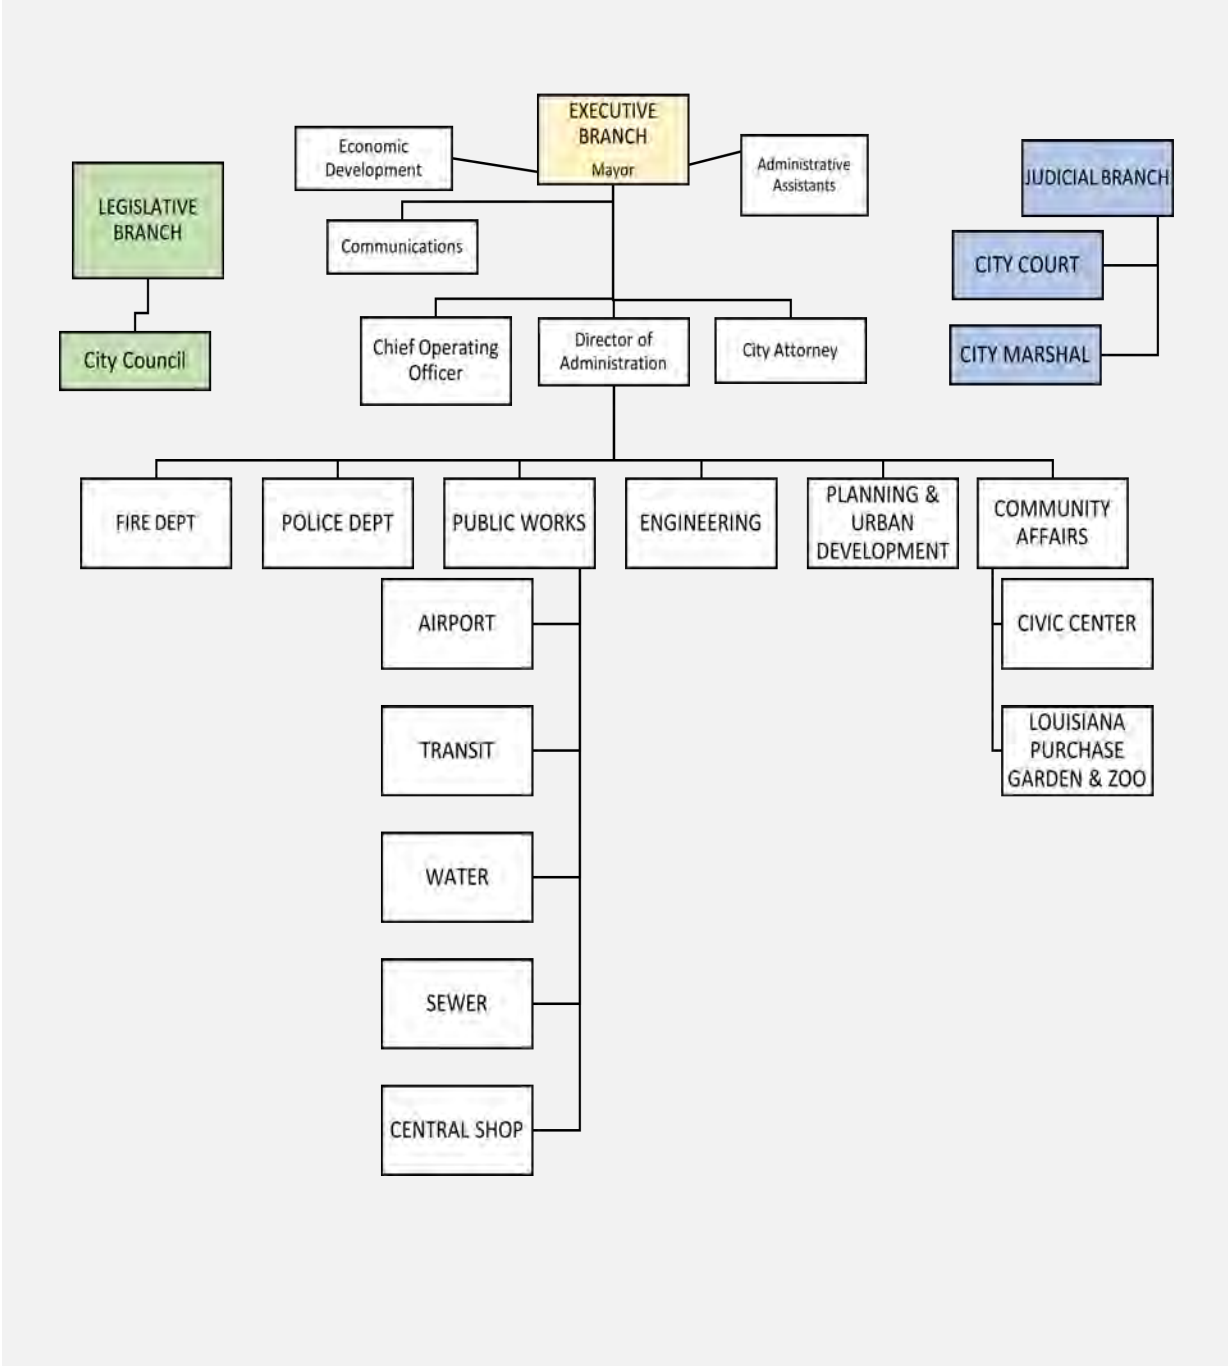 EXECUTIVE
BRANCH
Mayor
Economic
Development
Administrative
Assistants
Communications
LEGISLATIVE
BRANCH
City Council
JUDICIAL BRANCH
CITY COURT
CITY MARSHAL
Chief Operating
Officer
Director of
Administration
City Attorney
FIRE DEPT
POLICE DEPT
PUBLIC WORKS
ENGINEERING
PLANNING &
URBAN
DEVELOPMENT
COMMUNITY
AFFAIRS
AIRPORT
TRANSIT
WATER
SEWER
CENTRAL SHOP
CIVIC CENTER
LOUISIANA
PURCHASE
GARDEN & ZOO